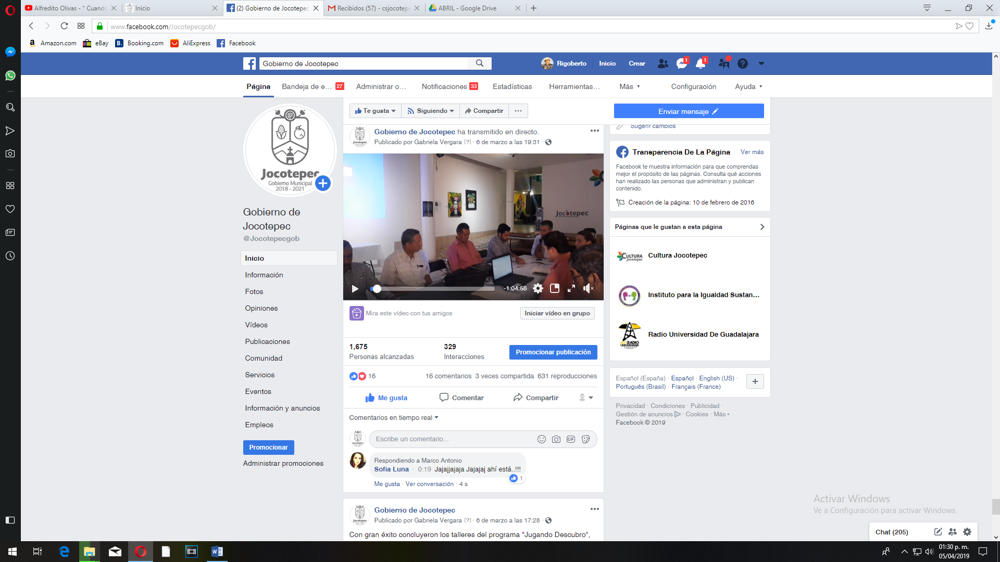 Alfredito Olivas - " Cuando
Inicio
(2) Gobierno de Jocotepec
Recibidos (57) - csjocotepe
ABRIL - Google Drive
www.facebook.com/Jocotepecgob/
Amazon.com
eBay
Booking.com
AliExpress
Facebook
Gobierno de Jocotepec
Rigoberto
Inicio
Crear
1
1
Página
Bandeja de e... 27
Administrar o...
Notificaciones 33
Estadísticas
Herramientas...
Más
Configuración
Ayuda
Jocotepec
Gobierno Municipal
2018 - 2021
Gobierno de
Jocotepec
@Jocotepecgob
Inicio
Información
Fotos
Opiniones
Vídeos
Publicaciones
Comunidad
Servicios
Eventos
Información y anuncios
Empleos
Promocionar
Administrar promociones
Te gusta
Siguiendo
Compartir
Enviar mensaje
Gobierno de Jocotepec ha transmitido en directo.
Publicado por Gabriela Vergara [?] · 6 de marzo a las 19:31 ·
Jocotepec
-1:04:58
Mira este vídeo con tus amigos
Iniciar vídeo en grupo
1,675
Personas alcanzadas
329
Interacciones
Promocionar publicación
16
16 comentarios 3 veces compartida 631 reproducciones
Me gusta
Comentar
Compartir
Comentarios en tiempo real
Escribe un comentario...
GIF
Respondiendo a Marco Antonio
Sofia Luna · 0:19 Jajajjajaja Jajajaj ahí está..!!!
1
Me gusta · Ver conversación · 4 s
Gobierno de Jocotepec
Publicado por Gabriela Vergara [?] · 6 de marzo a las 17:28 ·
Con gran éxito concluyeron los talleres del programa "Jugando Descubro",
Sugerir cambios
Transparencia De La Página
Ver más
Facebook te muestra información para que comprendas
mejor el propósito de las páginas. Consulta qué acciones
han realizado las personas que administran y publican
contenido.
Creación de la página: 10 de febrero de 2016
Páginas que le gustan a esta página
CULTURA
Jocotepec
Cultura Jocotepec
Instituto para la Igualdad Sustan...
RADIO
UNIVERSIDAD
Radio Universidad De Guadalajara
Español (España) · Español · English (US) ·
Português (Brasil) · Français (France)
Privacidad · Condiciones · Publicidad ·
Gestión de anuncios · Cookies · Más
Facebook © 2019
Activar Windows
Ve a Configuración para activar Windows.
Chat (205)
01:30 p. m.
05/04/2019